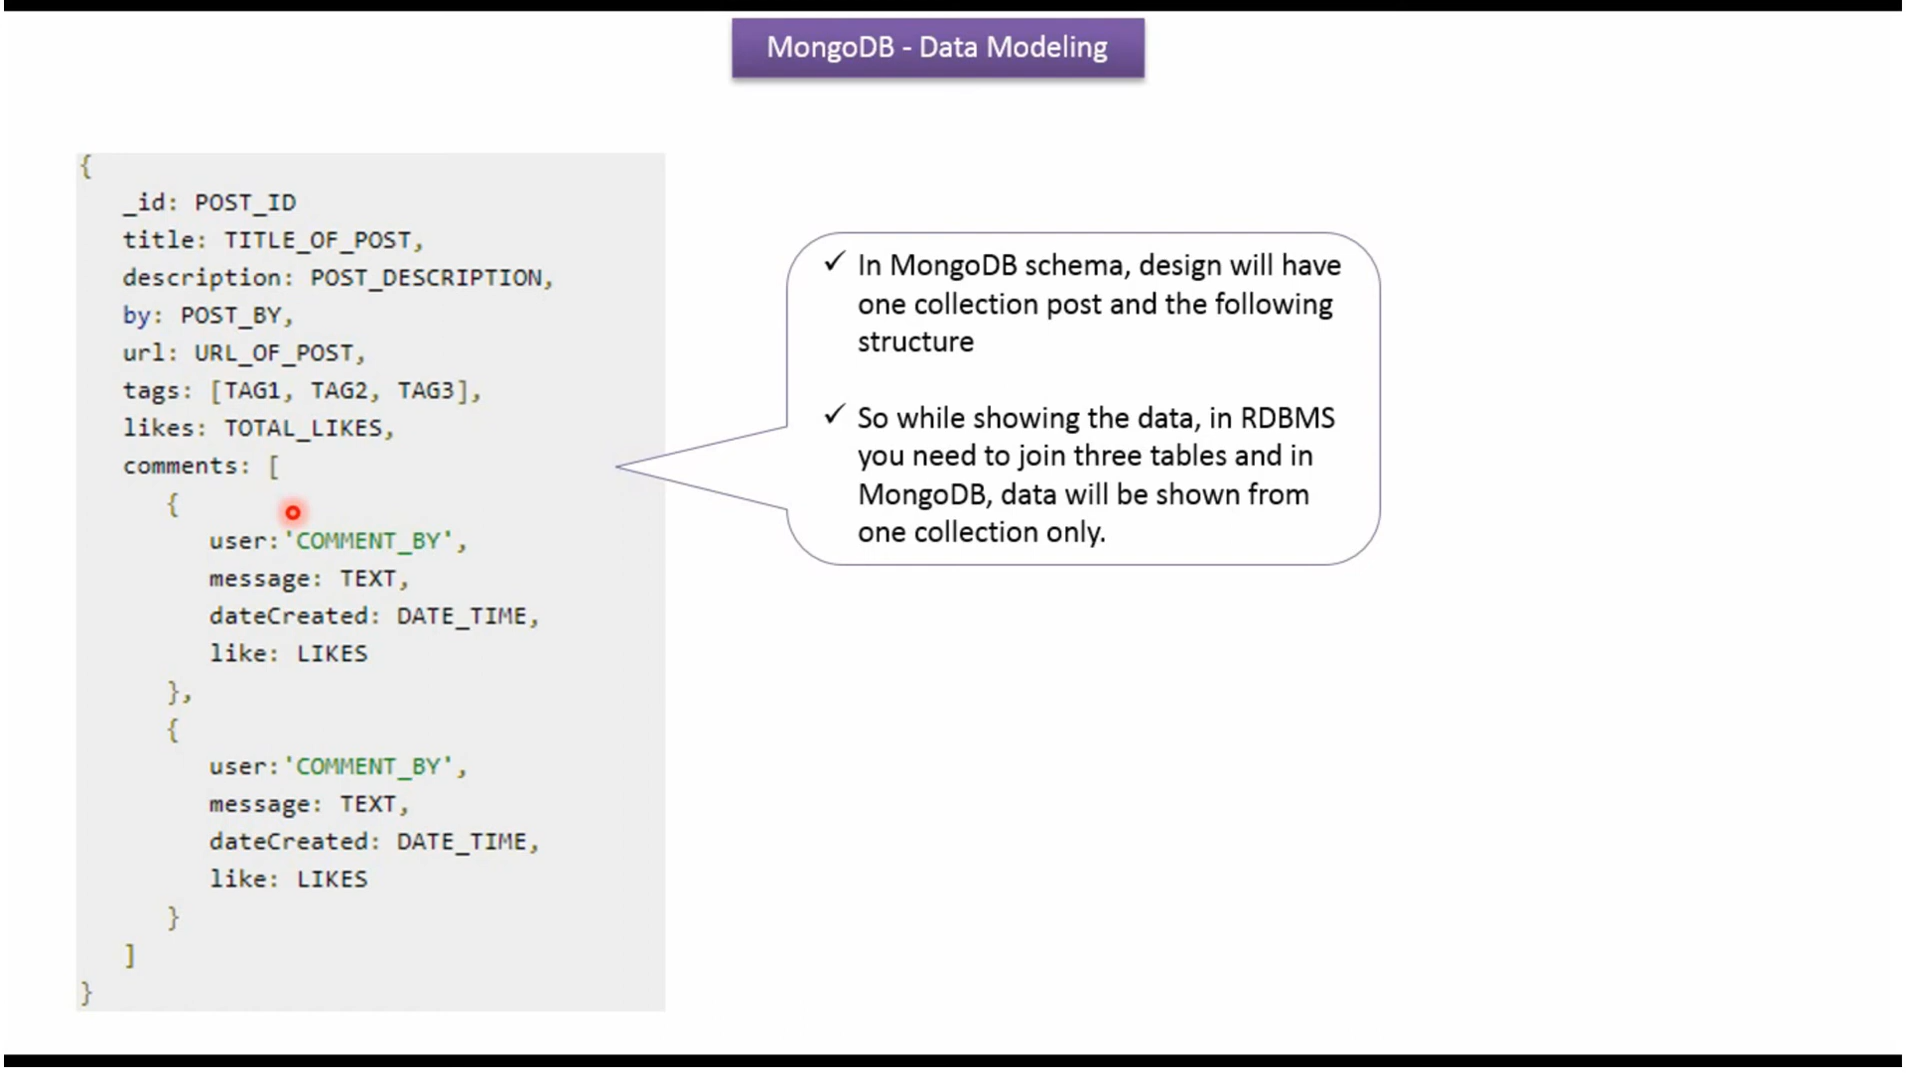 MongoDB - Data Modeling
{
_id: POST_ID
title: TITLE_OF_POST,
description: POST_DESCRIPTION,
by: POST_BY,
url: URL_OF_POST,
tags: [TAG1, TAG2, TAG3],
likes: TOTAL_LIKES,
comments: [
{
user:'COMMENT_BY',
message: TEXT,
dateCreated: DATE_TIME,
like: LIKES
},
{
user:'COMMENT_BY',
message: TEXT,
dateCreated: DATE_TIME,
like: LIKES
}
]
}
✓ In MongoDB schema, design will have
one collection post and the following
structure
✓ So while showing the data, in RDBMS
you need to join three tables and in
MongoDB, data will be shown from
one collection only.